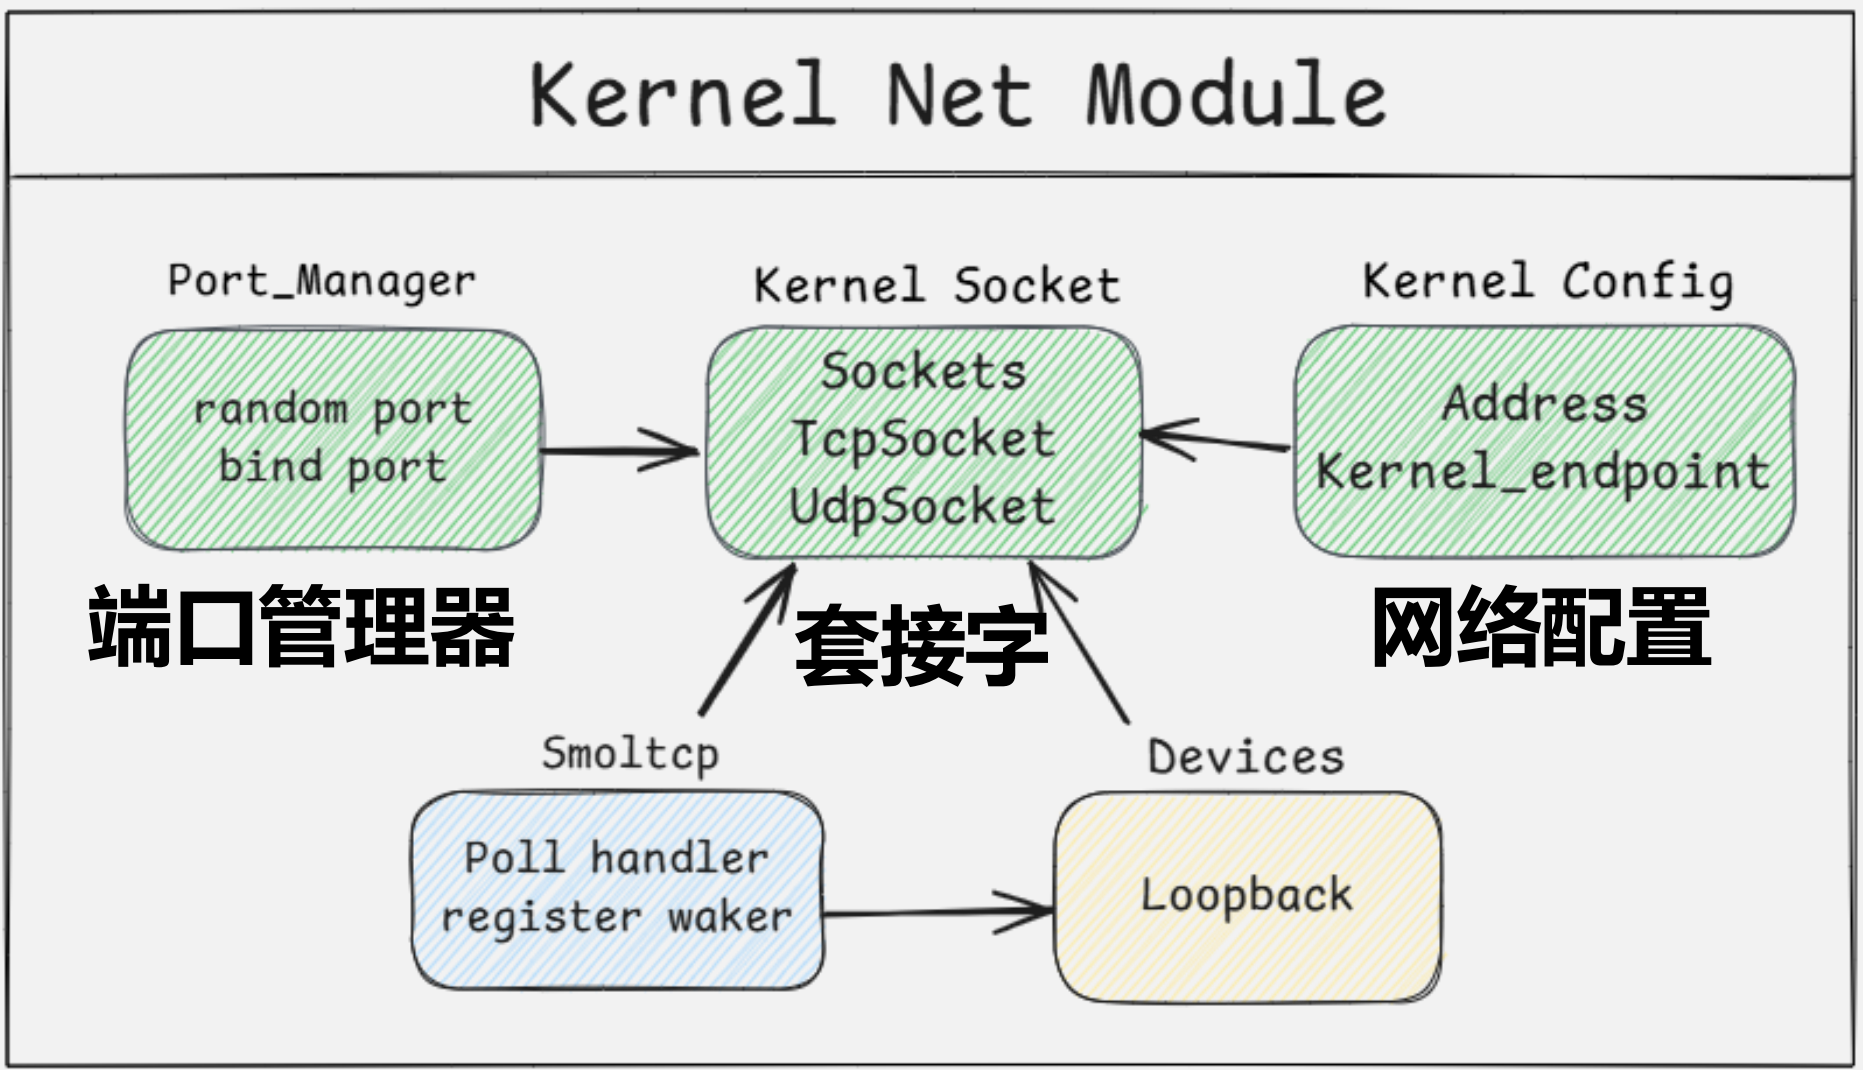 Kernel Net Module
Port_Manager
random port
bind port
端口管理器
Kernel Socket
Sockets
TcpSocket
UdpSocket
套接字
Kernel Config
Address
Kernel_endpoint
网络配置
Smoltcp
Poll handler
register waker
Devices
Loopback